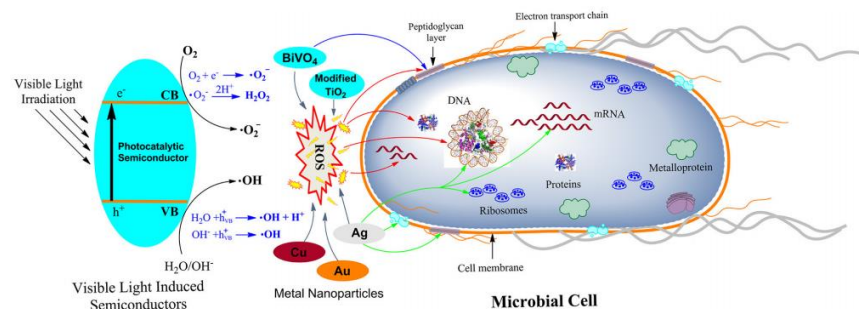 Visible Light
Irradiation
O₂
O₂ + e⁻ → ·O₂⁻
·O₂⁻ 2H⁺→ H₂O₂
e⁻
CB
·O₂⁻
Photocatalytic
Semiconductor
·OH
h⁺
VB
H₂O + h⁺VB → ·OH + H⁺
OH⁻ + h⁺VB → ·OH
H₂O/OH⁻
Visible Light Induced
Semiconductors
BiVO₄
Modified
TiO₂
ROS
Cu
Au
Ag
Metal Nanoparticles
Peptidoglycan
layer
Electron transport
chain
DNA
mRNA
Metalloprotein
Proteins
Ribosomes
Cell membrane
Microbial Cell